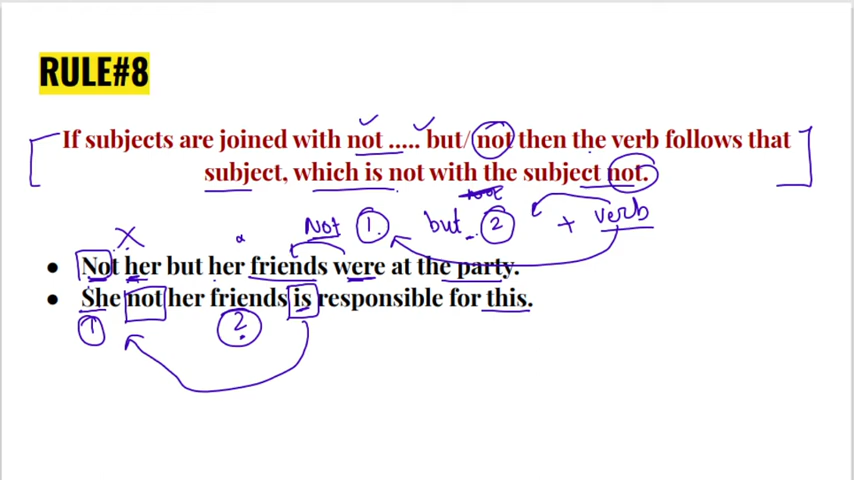 RULE#8
If subjects are joined with not ..... but/ not then the verb follows that
subject, which is not with the subject not.
Not 1. but 2 + verb
Not her but her friends were at the party.
She not her friends is responsible for this.
1 2